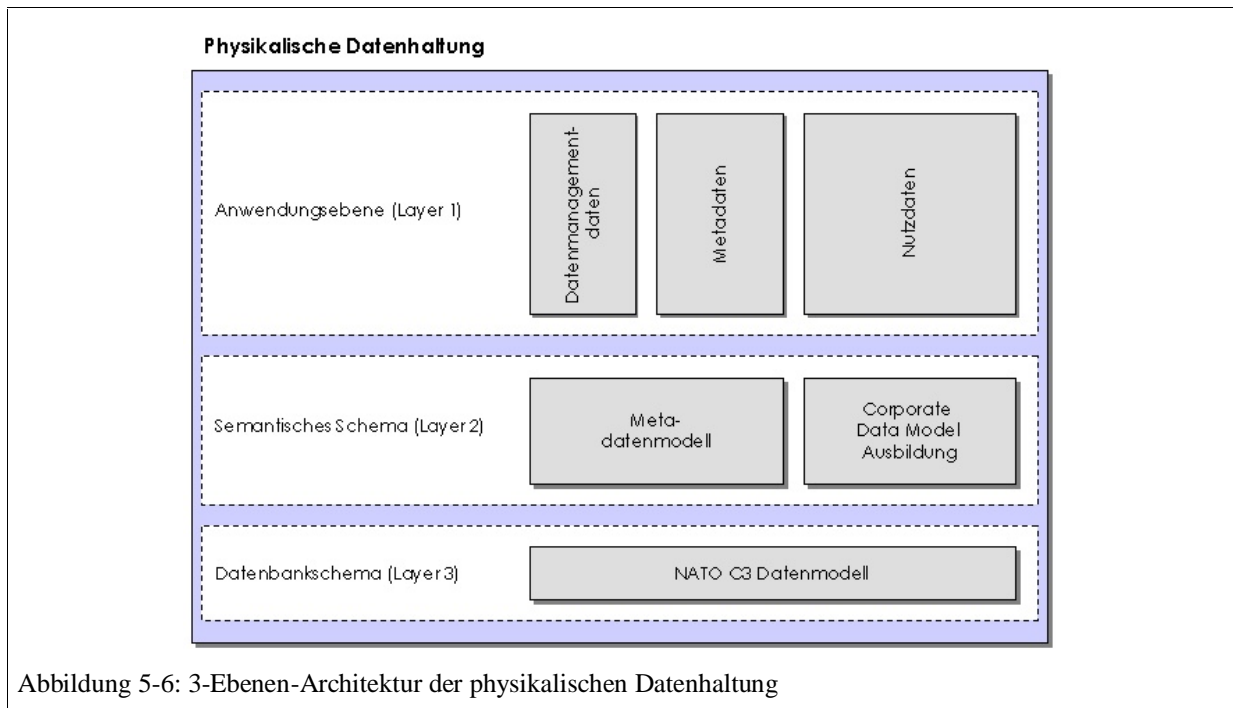 Physikalische Datenhaltung
Anwendungsebene (Layer 1)
Datenmanagement-
daten
Metadaten
Nutzdaten
Semantisches Schema (Layer 2)
Meta-
datenmodell
Corporate
Data Model
Ausbildung
Datenbankschema (Layer 3)
NATO C3 Datenmodell
Abbildung 5-6: 3-Ebenen-Architektur der physikalischen Datenhaltung